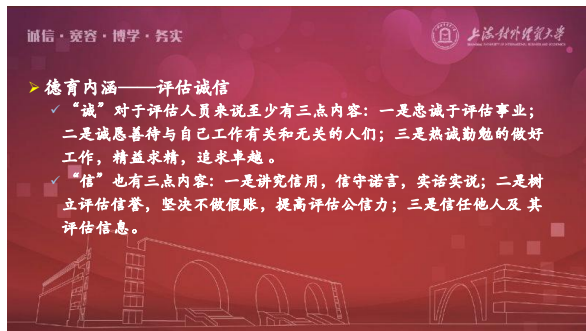 诚信·宽容·博学·务实
上海对外经贸大学
德育内涵——评估诚信
“诚”对于评估人员来说至少有三点内容：一是忠诚于评估事业；
二是诚恳善待与自己工作有关和无关的人们；三是热诚勤勉的做好
工作，精益求精，追求卓越 。
“信”也有三点内容：一是讲究信用，信守诺言，实话实说；二是树
立评估信誉，坚决不做假账，提高评估公信力；三是信任他人及 其
评估信息。